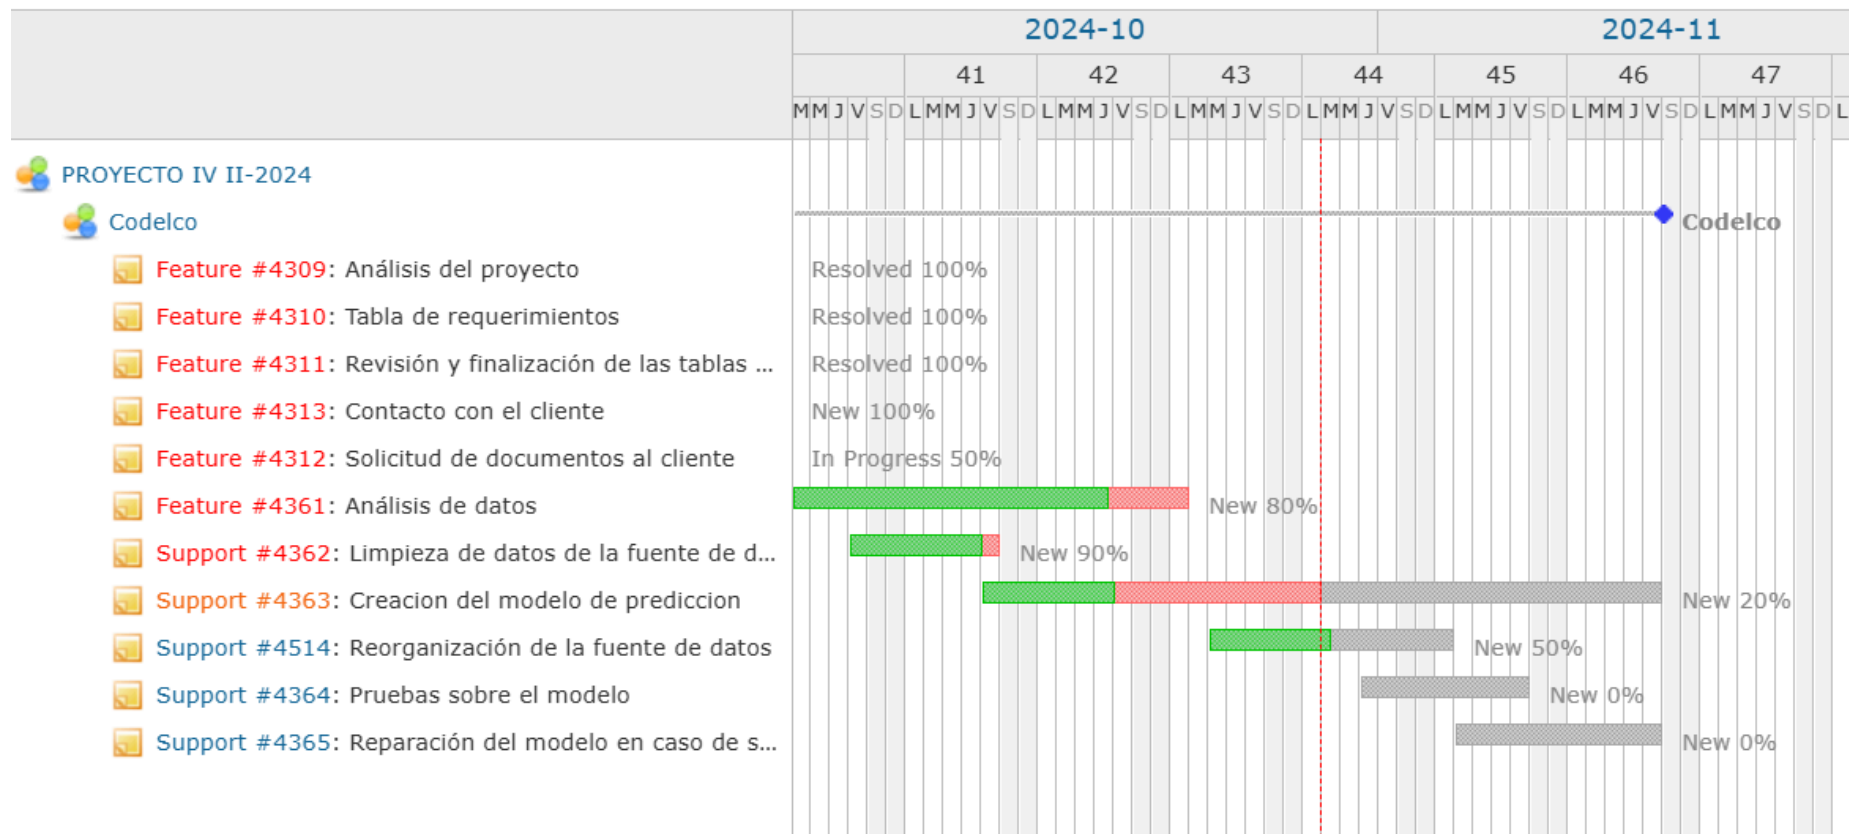 2024-10 2024-11
41 42 43 44 45 46 47
M M J V S D L M M J V S D L M M J V S D L M M J V S D L M M J V S D L M M J V S D L M M J V S D L M M J V S D L
PROYECTO IV II-2024
Codelco Codelco
Feature #4309: Análisis del proyecto Resolved 100%
Feature #4310: Tabla de requerimientos Resolved 100%
Feature #4311: Revisión y finalización de las tablas ... Resolved 100%
Feature #4313: Contacto con el cliente New 100%
Feature #4312: Solicitud de documentos al cliente In Progress 50%
Feature #4361: Análisis de datos New 80%
Support #4362: Limpieza de datos de la fuente de d... New 90%
Support #4363: Creacion del modelo de prediccion New 20%
Support #4514: Reorganización de la fuente de datos New 50%
Support #4364: Pruebas sobre el modelo New 0%
Support #4365: Reparación del modelo en caso de s... New 0%